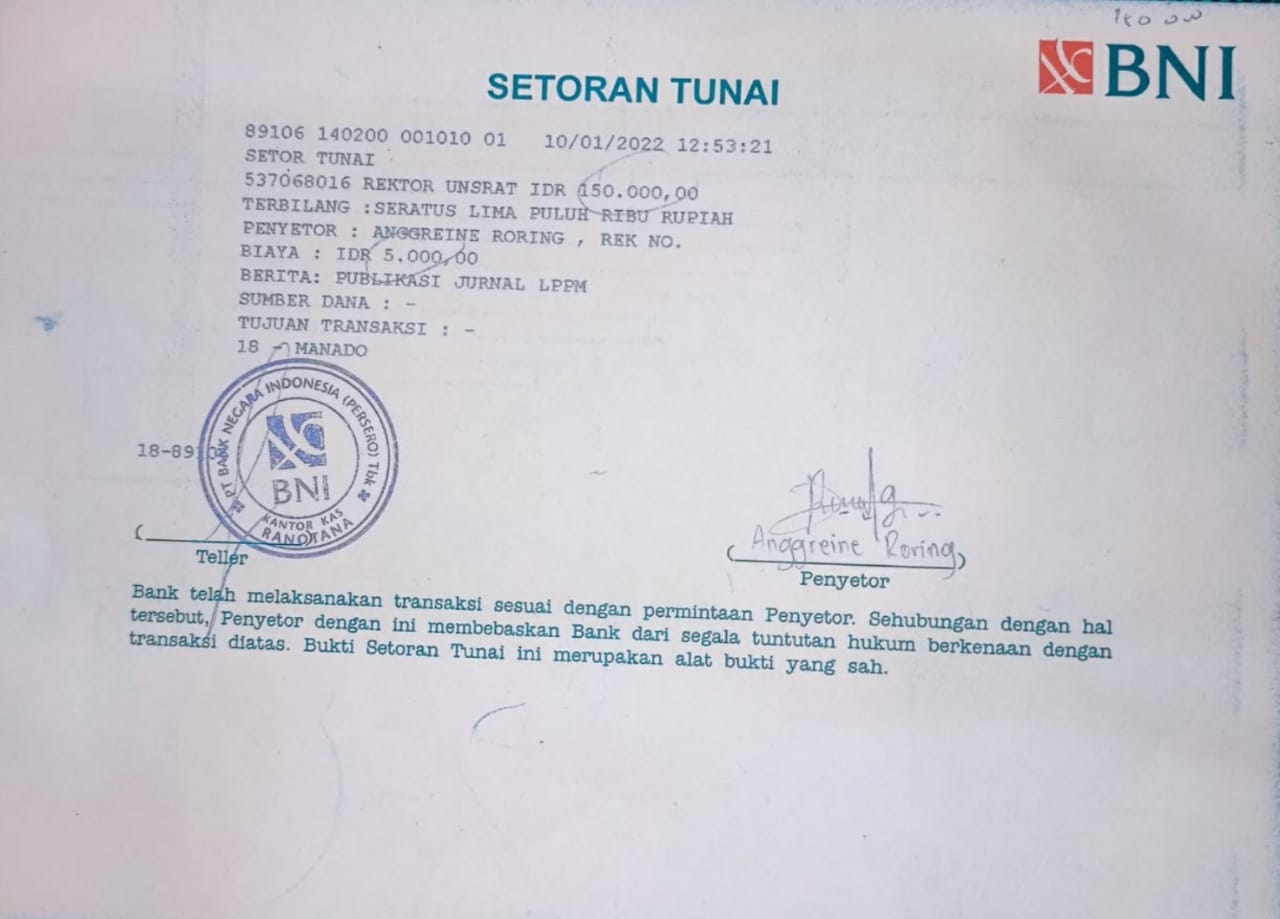 BNI
SETORAN TUNAI
89106 140200 001010 01 10/01/2022 12:53:21
SETOR TUNAI
537068016 REKTOR UNSRAT IDR 150.000,00
TERBILANG :SERATUS LIMA PULUH RIBU RUPIAH
PENYETOR : ANGGREINE RORING , REK NO.
BIAYA : IDR 5.000,00
BERITA: PUBLIKASI JURNAL LPPM
SUMBER DANA : -
TUJUAN TRANSAKSI : -
18 - MANADO
PT BANK NEGARA INDONESIA (PERSERO) Tbk
BNI
KANTOR KAS
RANOTANA
18-89
Teller
Anggreine Roring
Penyetor
Bank telah melaksanakan transaksi sesuai dengan permintaan Penyetor. Sehubungan dengan hal
tersebut, Penyetor dengan ini membebaskan Bank dari segala tuntutan hukum berkenaan dengan
transaksi diatas. Bukti Setoran Tunai ini merupakan alat bukti yang sah.